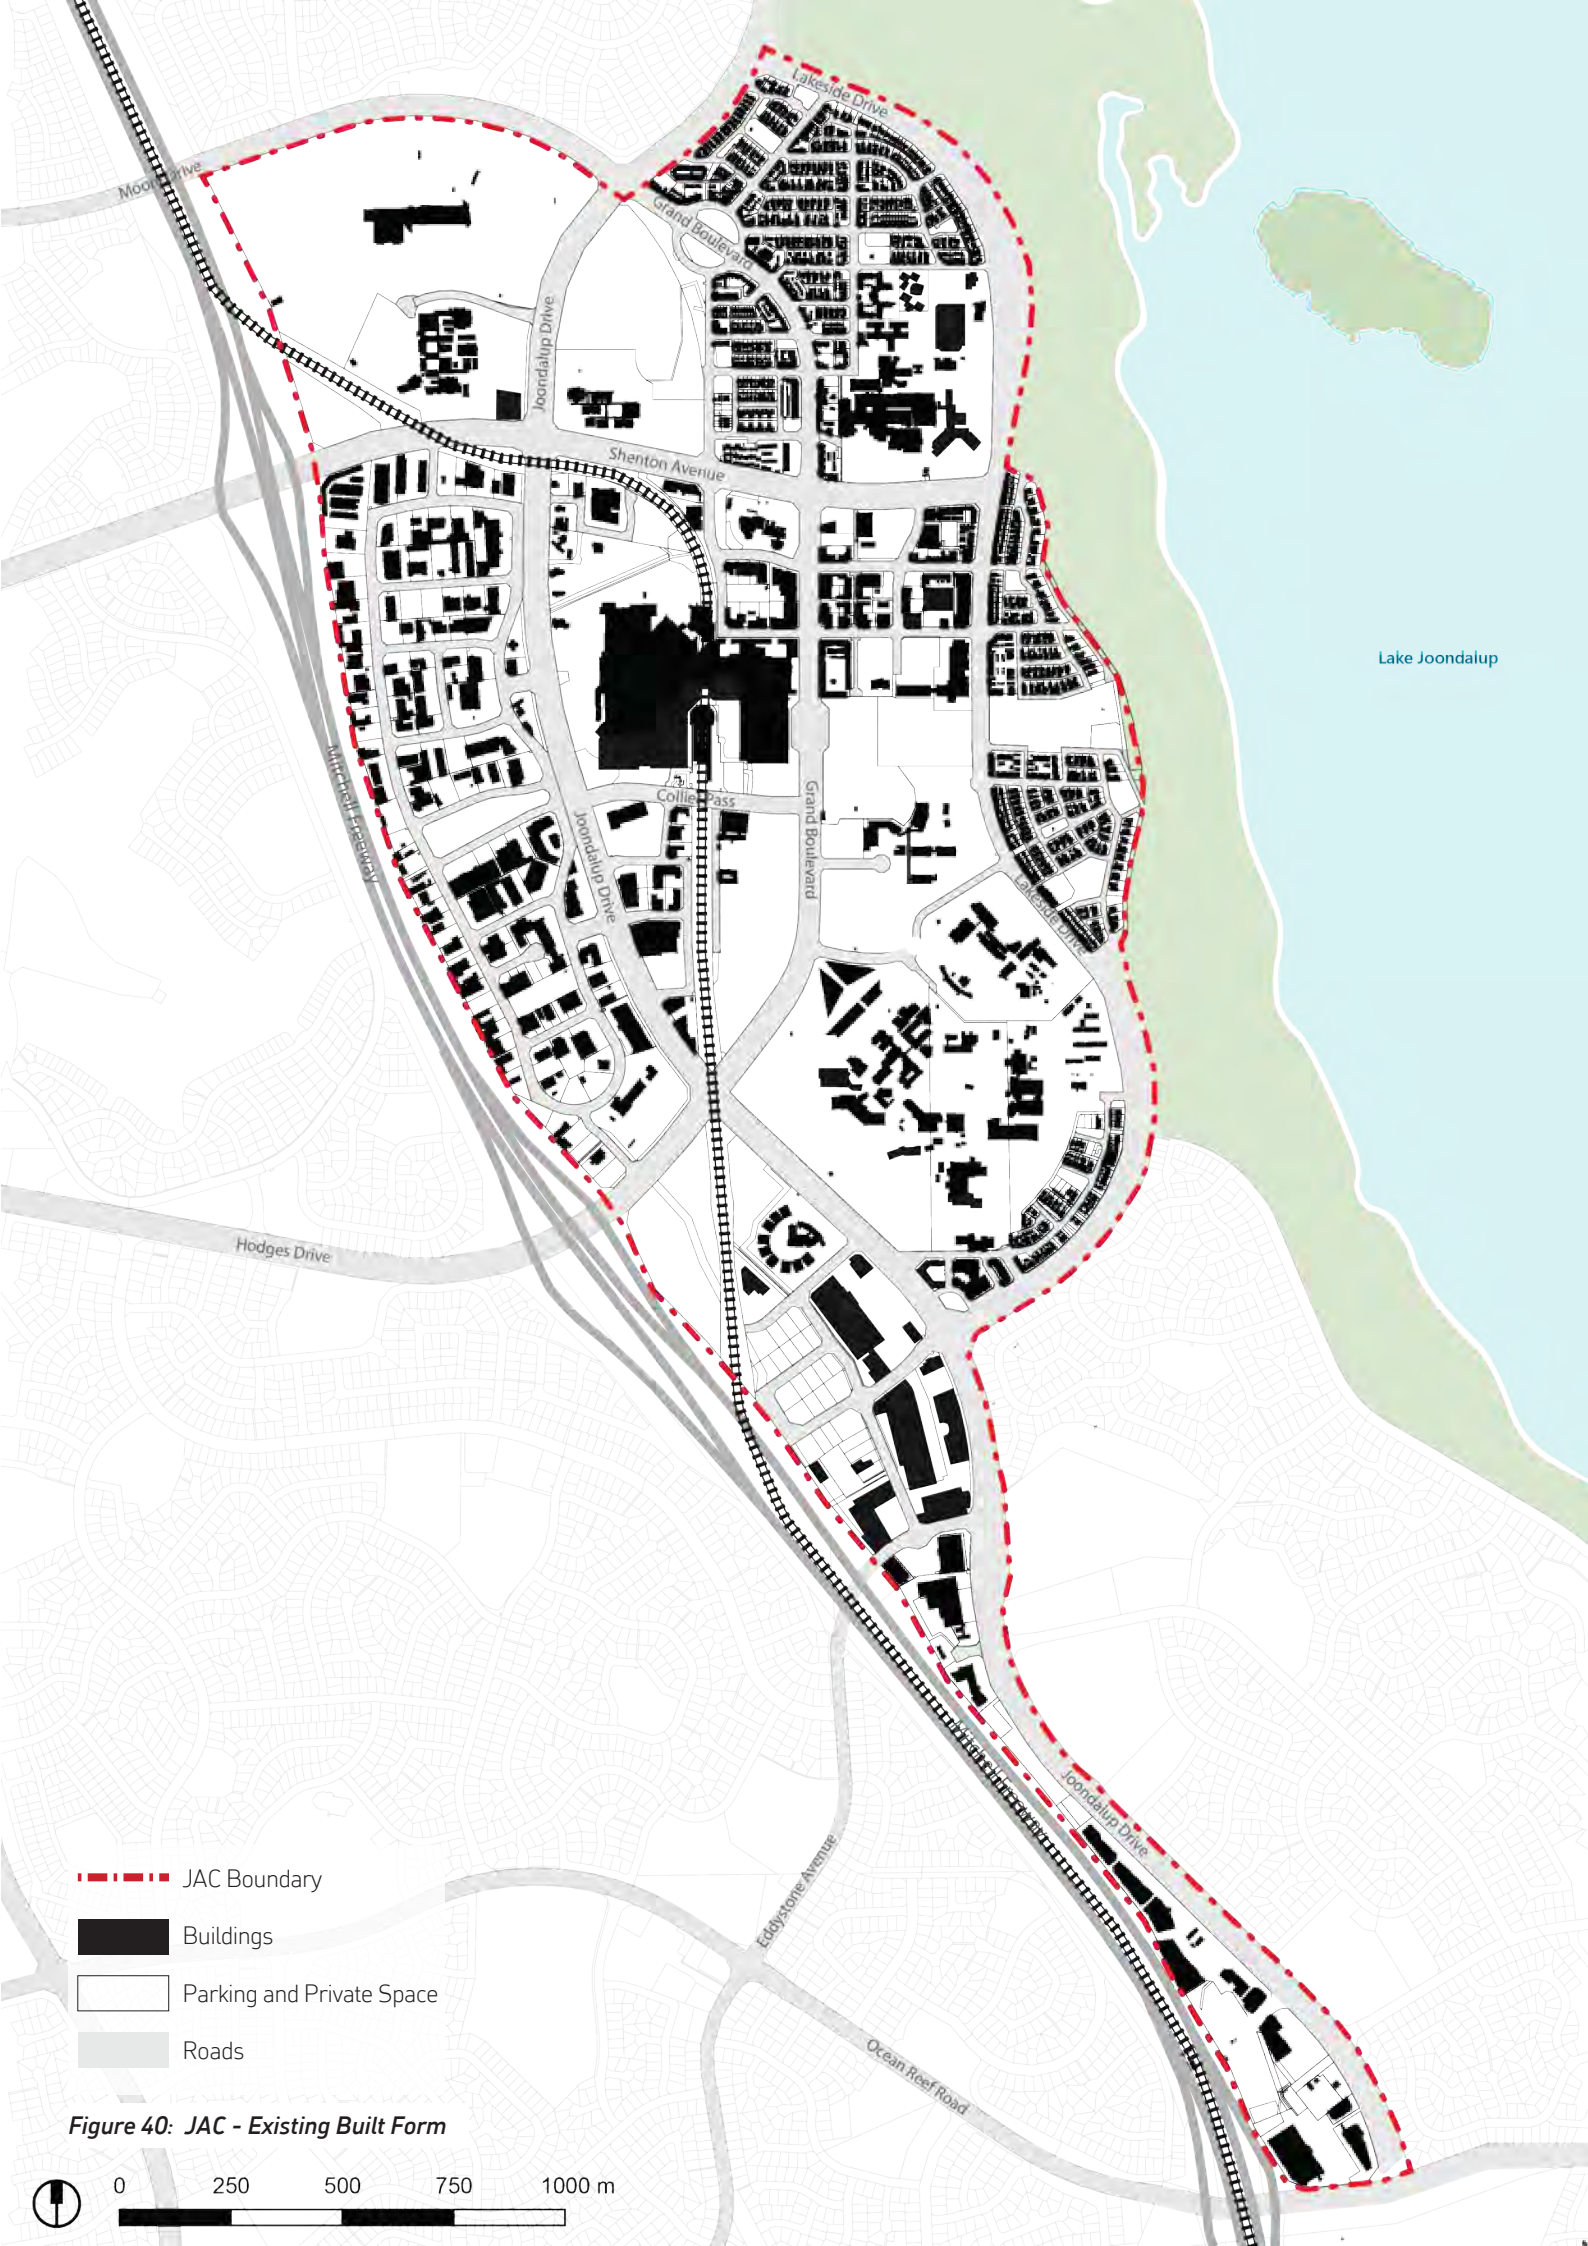 Lakeside Drive
Moore Drive
Grand Boulevard
Joondalup Drive
Shenton Avenue
Lake Joondalup
Mitchell Freeway
Collier Pass
Grand Boulevard
Joondalup Drive
Lakeside Drive
Hodges Drive
Joondalup Drive
Eddystone Avenue
Ocean Reef Road
JAC Boundary
Buildings
Parking and Private Space
Roads
Figure 40: JAC - Existing Built Form
0 250 500 750 1000 m